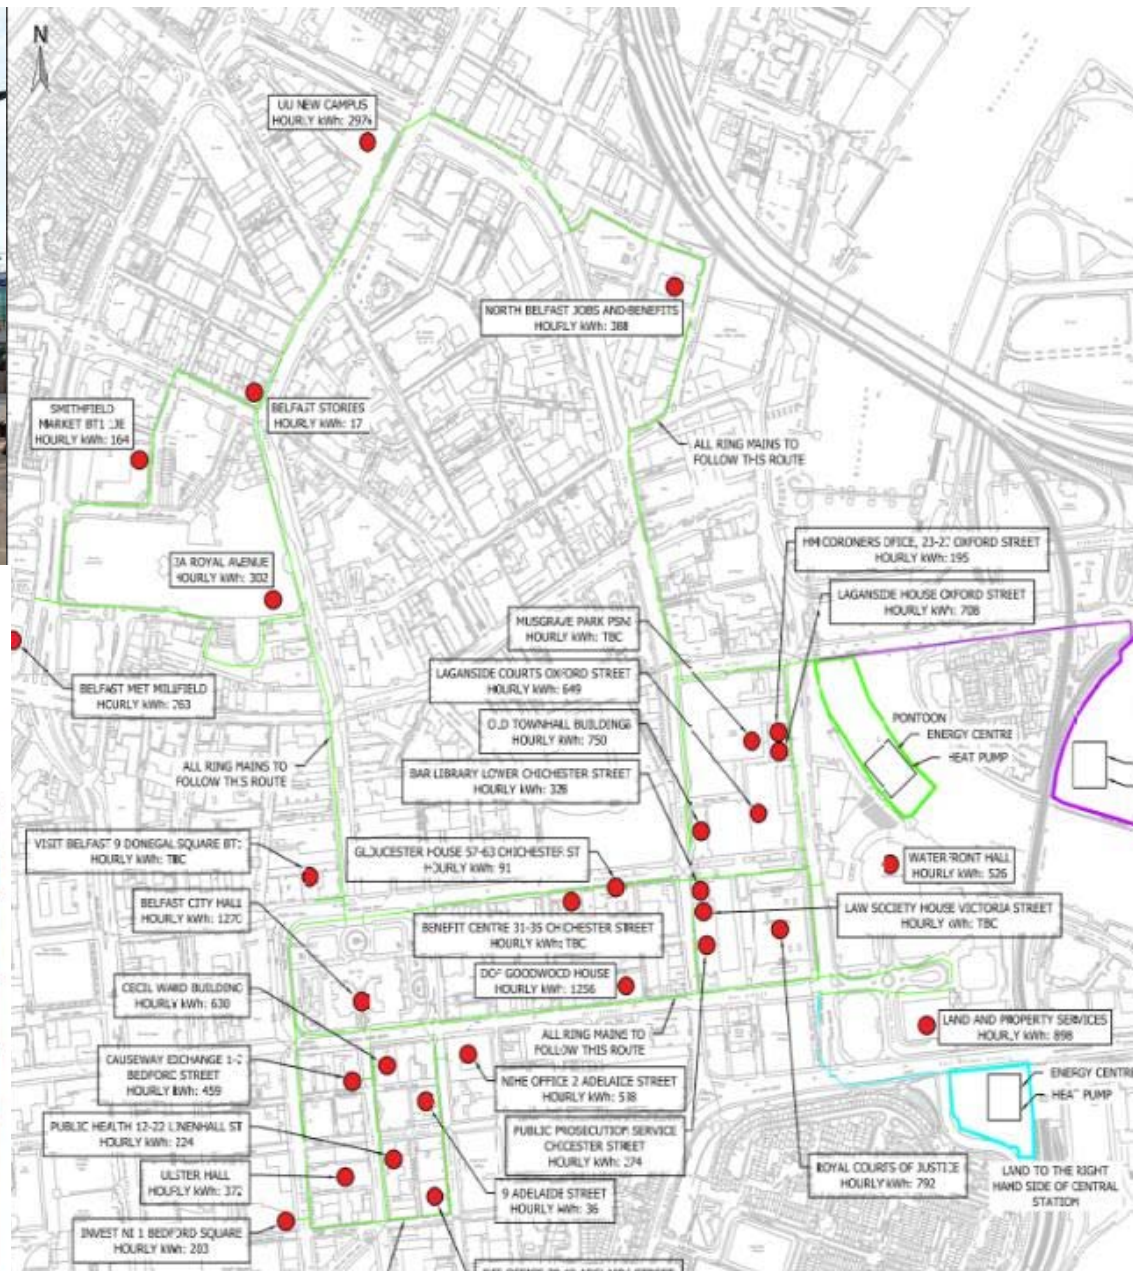 N
UU NEW CAMPUS
HOURLY kWh: 2974
NORTH BELFAST JOBS AND BENEFITS
HOURLY kWh: 388
SMITHFIELD
MARKET BT1
HOURLY kWh: 164
BELFAST STORIES
HOURLY kWh: 17
ALL RING MAINS TO
FOLLOW THIS ROUTE
2A ROYAL AVENUE
HOURLY kWh: 302
HM CORONERS OFICE, 23-27 OXFORD STREET
HOURLY kWh: 195
LAGANSIDE HOUSE OXFORD STREET
HOURLY kWh: 708
MUSGRAVE PARK PSNI
HOURLY kWh: TBC
BELFAST MET MILLFIELD
HOURLY kWh: 763
LAGANSIDE COURTS OXFORD STREET
HOURLY kWh: 649
OLD TOWNHALL BUILDINGS
HOURLY kWh: 750
PONTOON
ENERGY CENTRE
HEAT PUMP
ALL RING MAINS TO
FOLLOW THIS ROUTE
BAR LIBRARY LOWER CHICHESTER STREET
HOURLY kWh: 328
VISIT BELFAST 9 DONEGAL SQUARE
HOURLY kWh: TBC
GLOUCESTER HOUSE 57-63 CHICHESTER ST
HOURLY kWh: 91
WATERFRONT HALL
HOURLY kWh: 526
BELFAST CITY HALL
HOURLY kWh: 1270
BENEFIT CENTRE 31-35 CHICHESTER STREET
HOURLY kWh: TBC
LAW SOCIETY HOUSE VICTORIA STREET
HOURLY kWh: TBC
CECIL WARD BUILDING
HOURLY kWh: 630
DOF GOODWOOD HOUSE
HOURLY kWh: 1256
ALL RING MAINS TO
FOLLOW THIS ROUTE
LAND AND PROPERTY SERVICES
HOURLY kWh: 898
CAUSEWAY EXCHANGE 1-7
BEDFORD STREET
HOURLY kWh: 459
NIHE OFFICE 2 ADELAIDE STREET
HOURLY kWh: 538
ENERGY CENTRE
HEAT PUMP
PUBLIC HEALTH 12-22 LINENHALL ST
HOURLY kWh: 224
PUBLIC PROSECUTION SERVICE
CHICESTER STREET
HOURLY kWh: 274
ULSTER HALL
HOURLY kWh: 372
9 ADELAIDE STREET
HOURLY kWh: 36
ROYAL COURTS OF JUSTICE
HOURLY kWh: 792
LAND TO THE RIGHT
HAND SIDE OF CENTRAL
STATION
INVEST NI 1 BEDFORD SQUARE
HOURLY kWh: 203